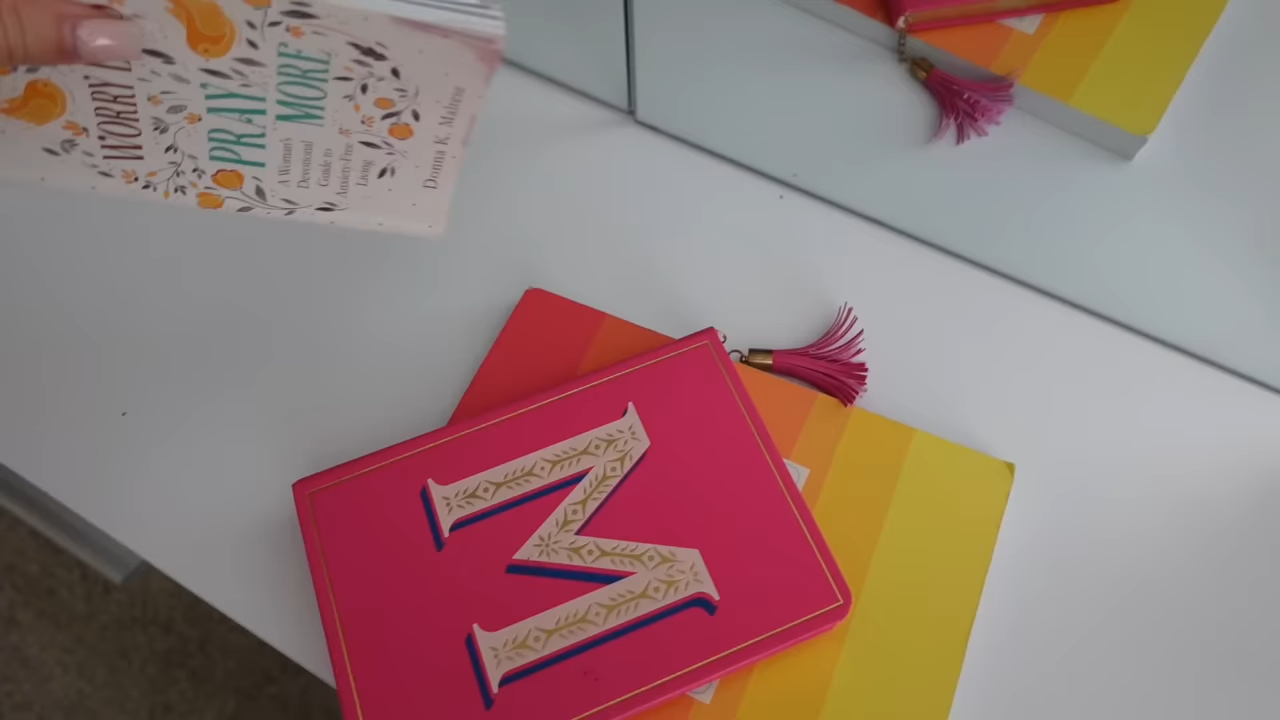 WORRY
PRAY
MORE
A Woman's
Devotional
Guide to
Anxiety-Free
Living
Donna K. Maltese
M